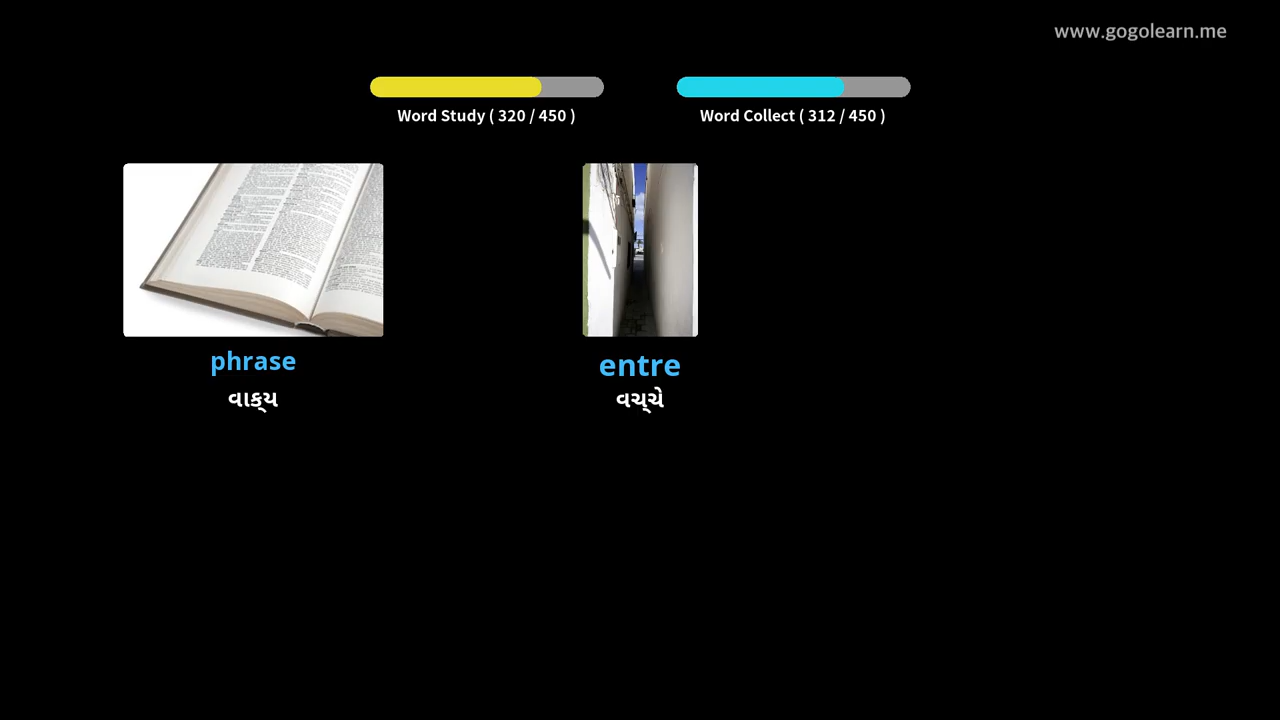 www.gogolearn.me
Word Study ( 320 / 450 )
Word Collect ( 312 / 450 )
phrase
વાક્ય
entre
વચ્ચે